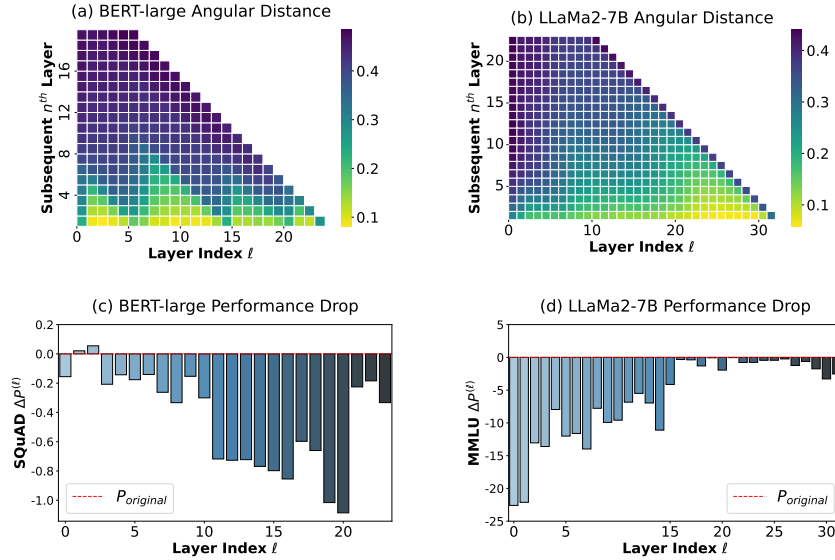 (a) BERT-large Angular Distance
Subsequent nth Layer
4 8 12 16
0 5 10 15 20
Layer Index ℓ
0.4
0.3
0.2
0.1
(b) LLaMa2-7B Angular Distance
Subsequent nth Layer
20
15
10
5
0 10 20 30
Layer Index ℓ
0.4
0.3
0.2
0.1
(c) BERT-large Performance Drop
SQuAD ΔP(ℓ)
0.2
0.0
-0.2
-0.4
-0.6
-0.8
-1.0
Poriginal
0 5 10 15 20
Layer Index ℓ
(d) LLaMa2-7B Performance Drop
MMLU ΔP(ℓ)
5
0
-5
-10
-15
-20
-25
Poriginal
0 5 10 15 20 25 30
Layer Index ℓ